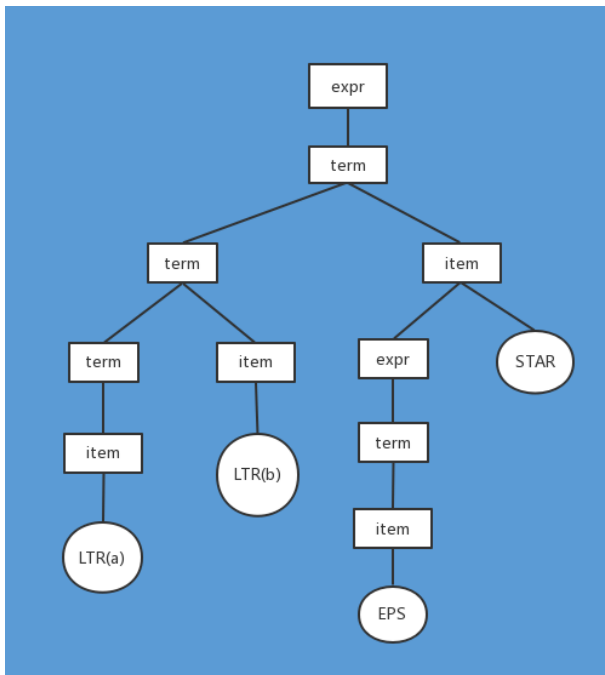 expr
term
term
item
term
item
expr
STAR
item
LTR(b)
term
LTR(a)
item
EPS